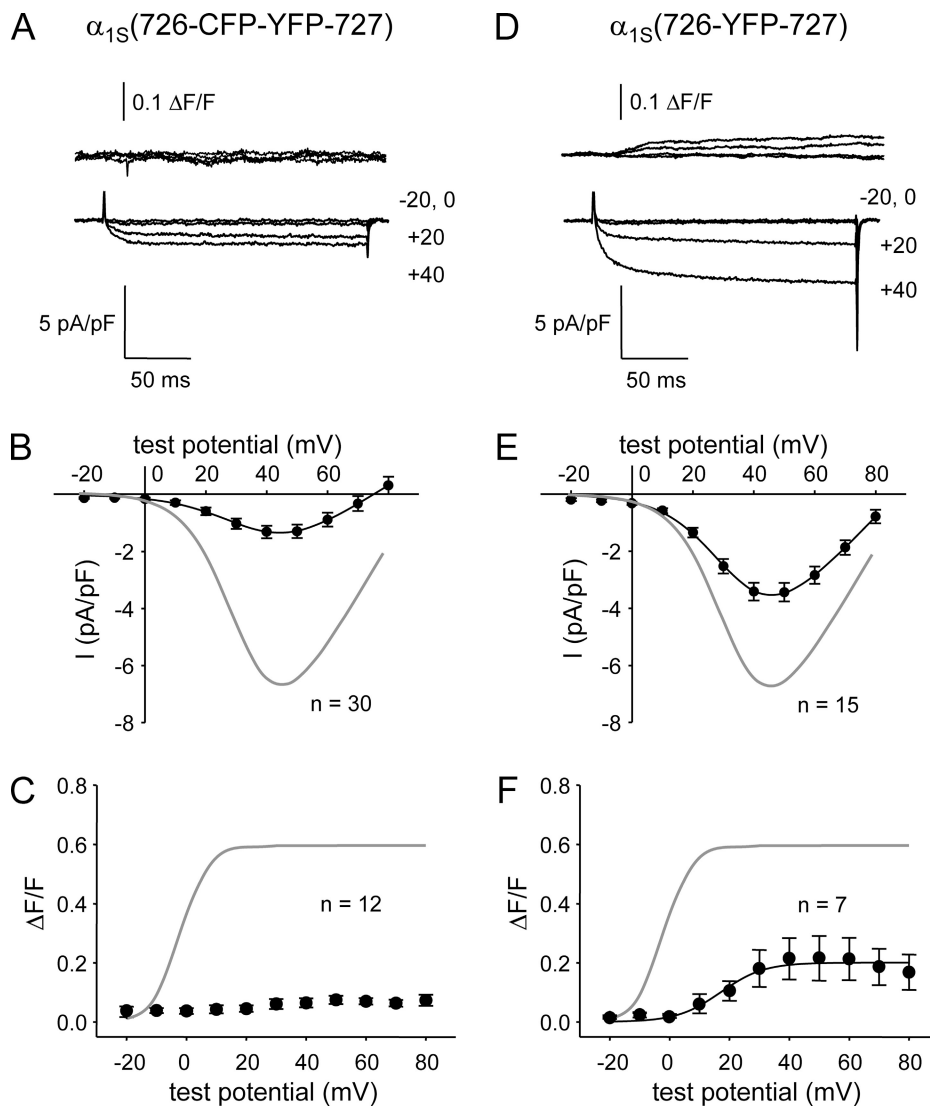 A α1S(726-CFP-YFP-727)
0.1 ΔF/F
-20, 0
+20
+40
5 pA/pF
50 ms
B test potential (mV)
-20 0 20 40 60
-2
-4
-6
-8
I (pA/pF)
n = 30
C
0.8
0.6
0.4
0.2
0.0
ΔF/F
n = 12
-20 0 20 40 60 80
test potential (mV)
D α1S(726-YFP-727)
0.1 ΔF/F
-20, 0
+20
+40
5 pA/pF
50 ms
E test potential (mV)
-20 0 20 40 60 80
-2
-4
-6
-8
I (pA/pF)
n = 15
F
0.8
0.6
0.4
0.2
0.0
ΔF/F
n = 7
-20 0 20 40 60 80
test potential (mV)